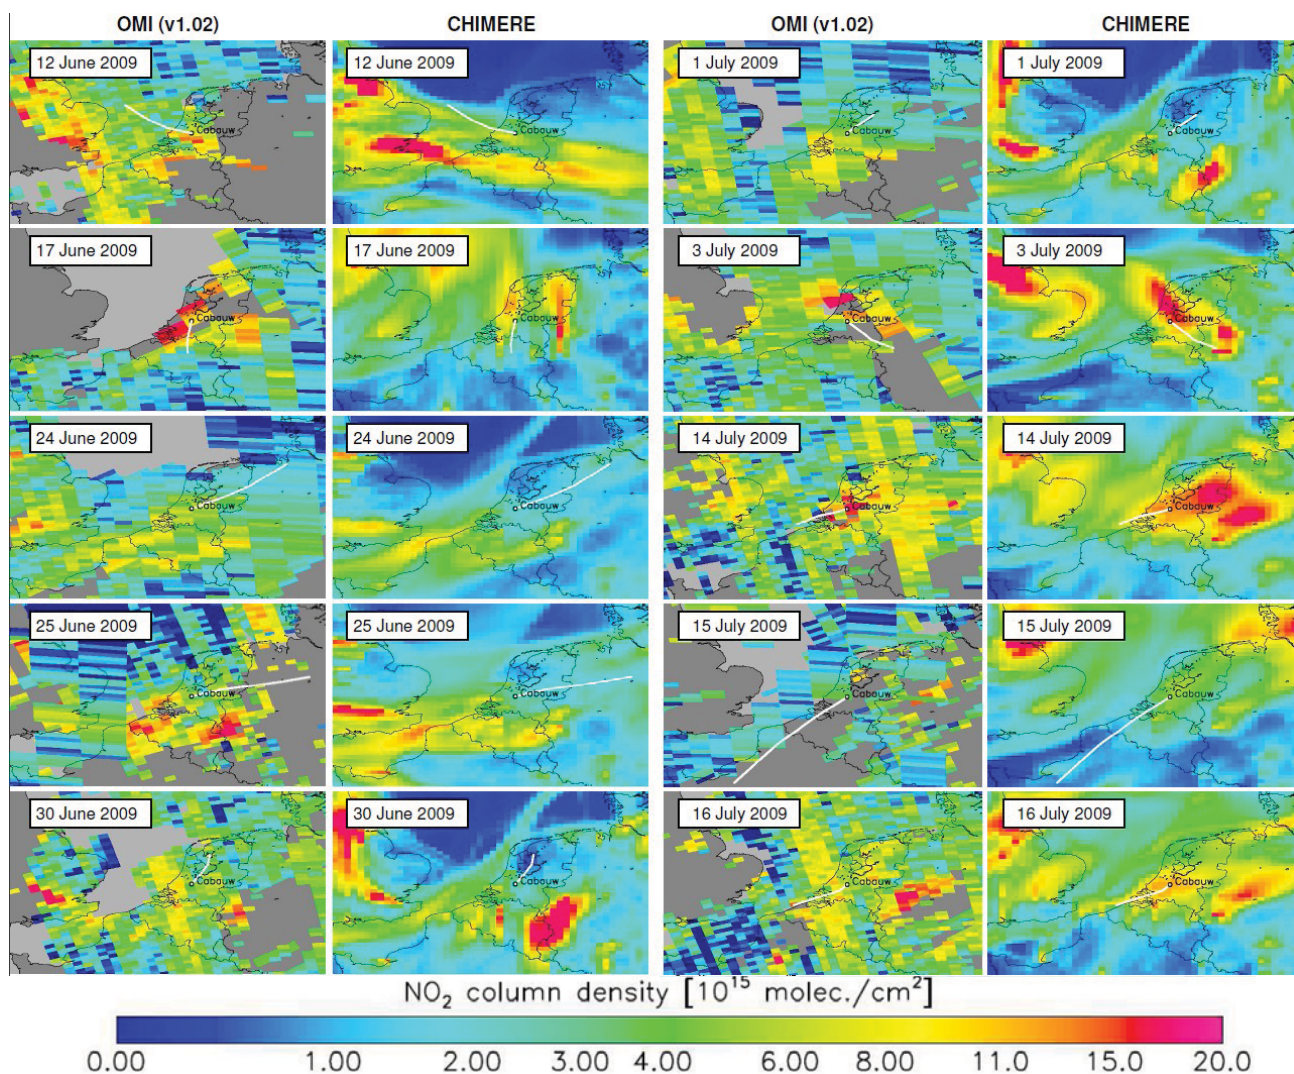 OMI (v1.02) CHIMERE OMI (v1.02) CHIMERE
12 June 2009 12 June 2009 1 July 2009 1 July 2009
Cabauw Cabauw Cabauw Cabauw
17 June 2009 17 June 2009 3 July 2009 3 July 2009
Cabauw Cabauw Cabauw Cabauw
24 June 2009 24 June 2009 14 July 2009 14 July 2009
Cabauw Cabauw Cabauw Cabauw
25 June 2009 25 June 2009 15 July 2009 15 July 2009
Cabauw Cabauw Cabauw Cabauw
30 June 2009 30 June 2009 16 July 2009 16 July 2009
Cabauw Cabauw Cabauw Cabauw
NO₂ column density [10¹⁵ molec./cm²]
0.00 1.00 2.00 3.00 4.00 6.00 8.00 11.0 15.0 20.0